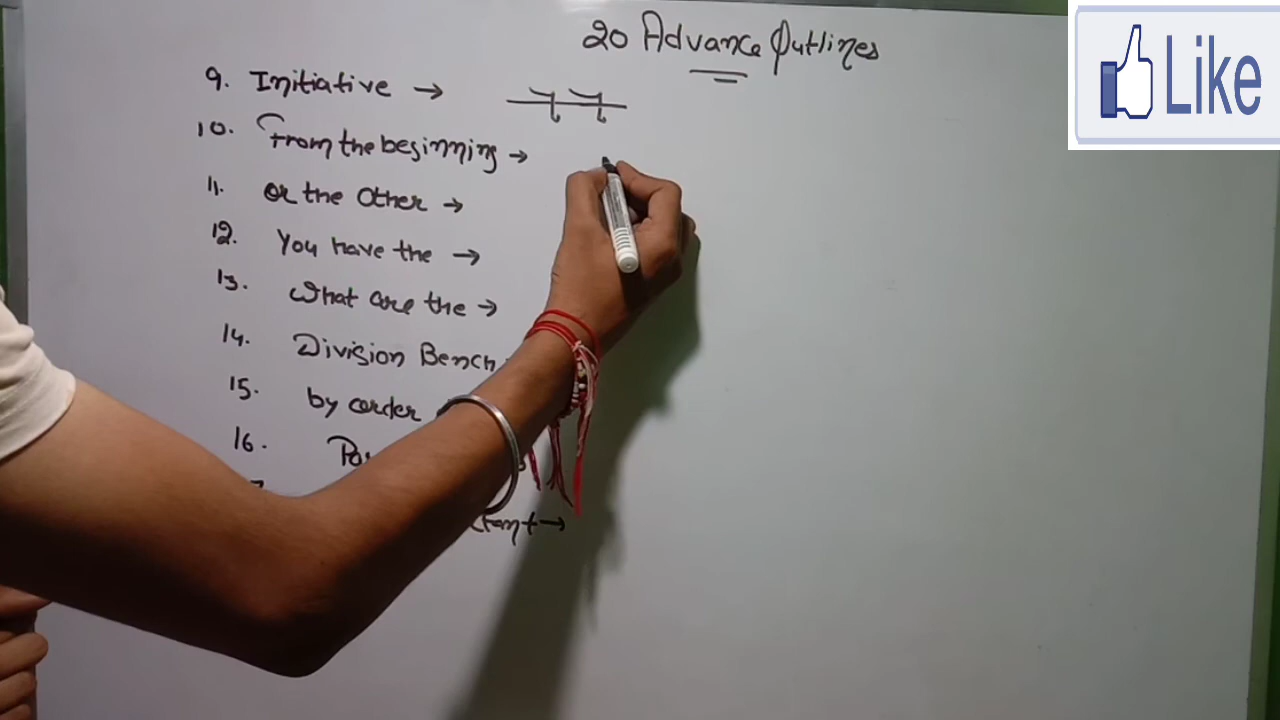 20 Advance Outlines
Like
9. Initiative →
10. From the beginning →
11. or the other →
12. You have the →
13. What are the →
14. Division Bench
15. by order
16.